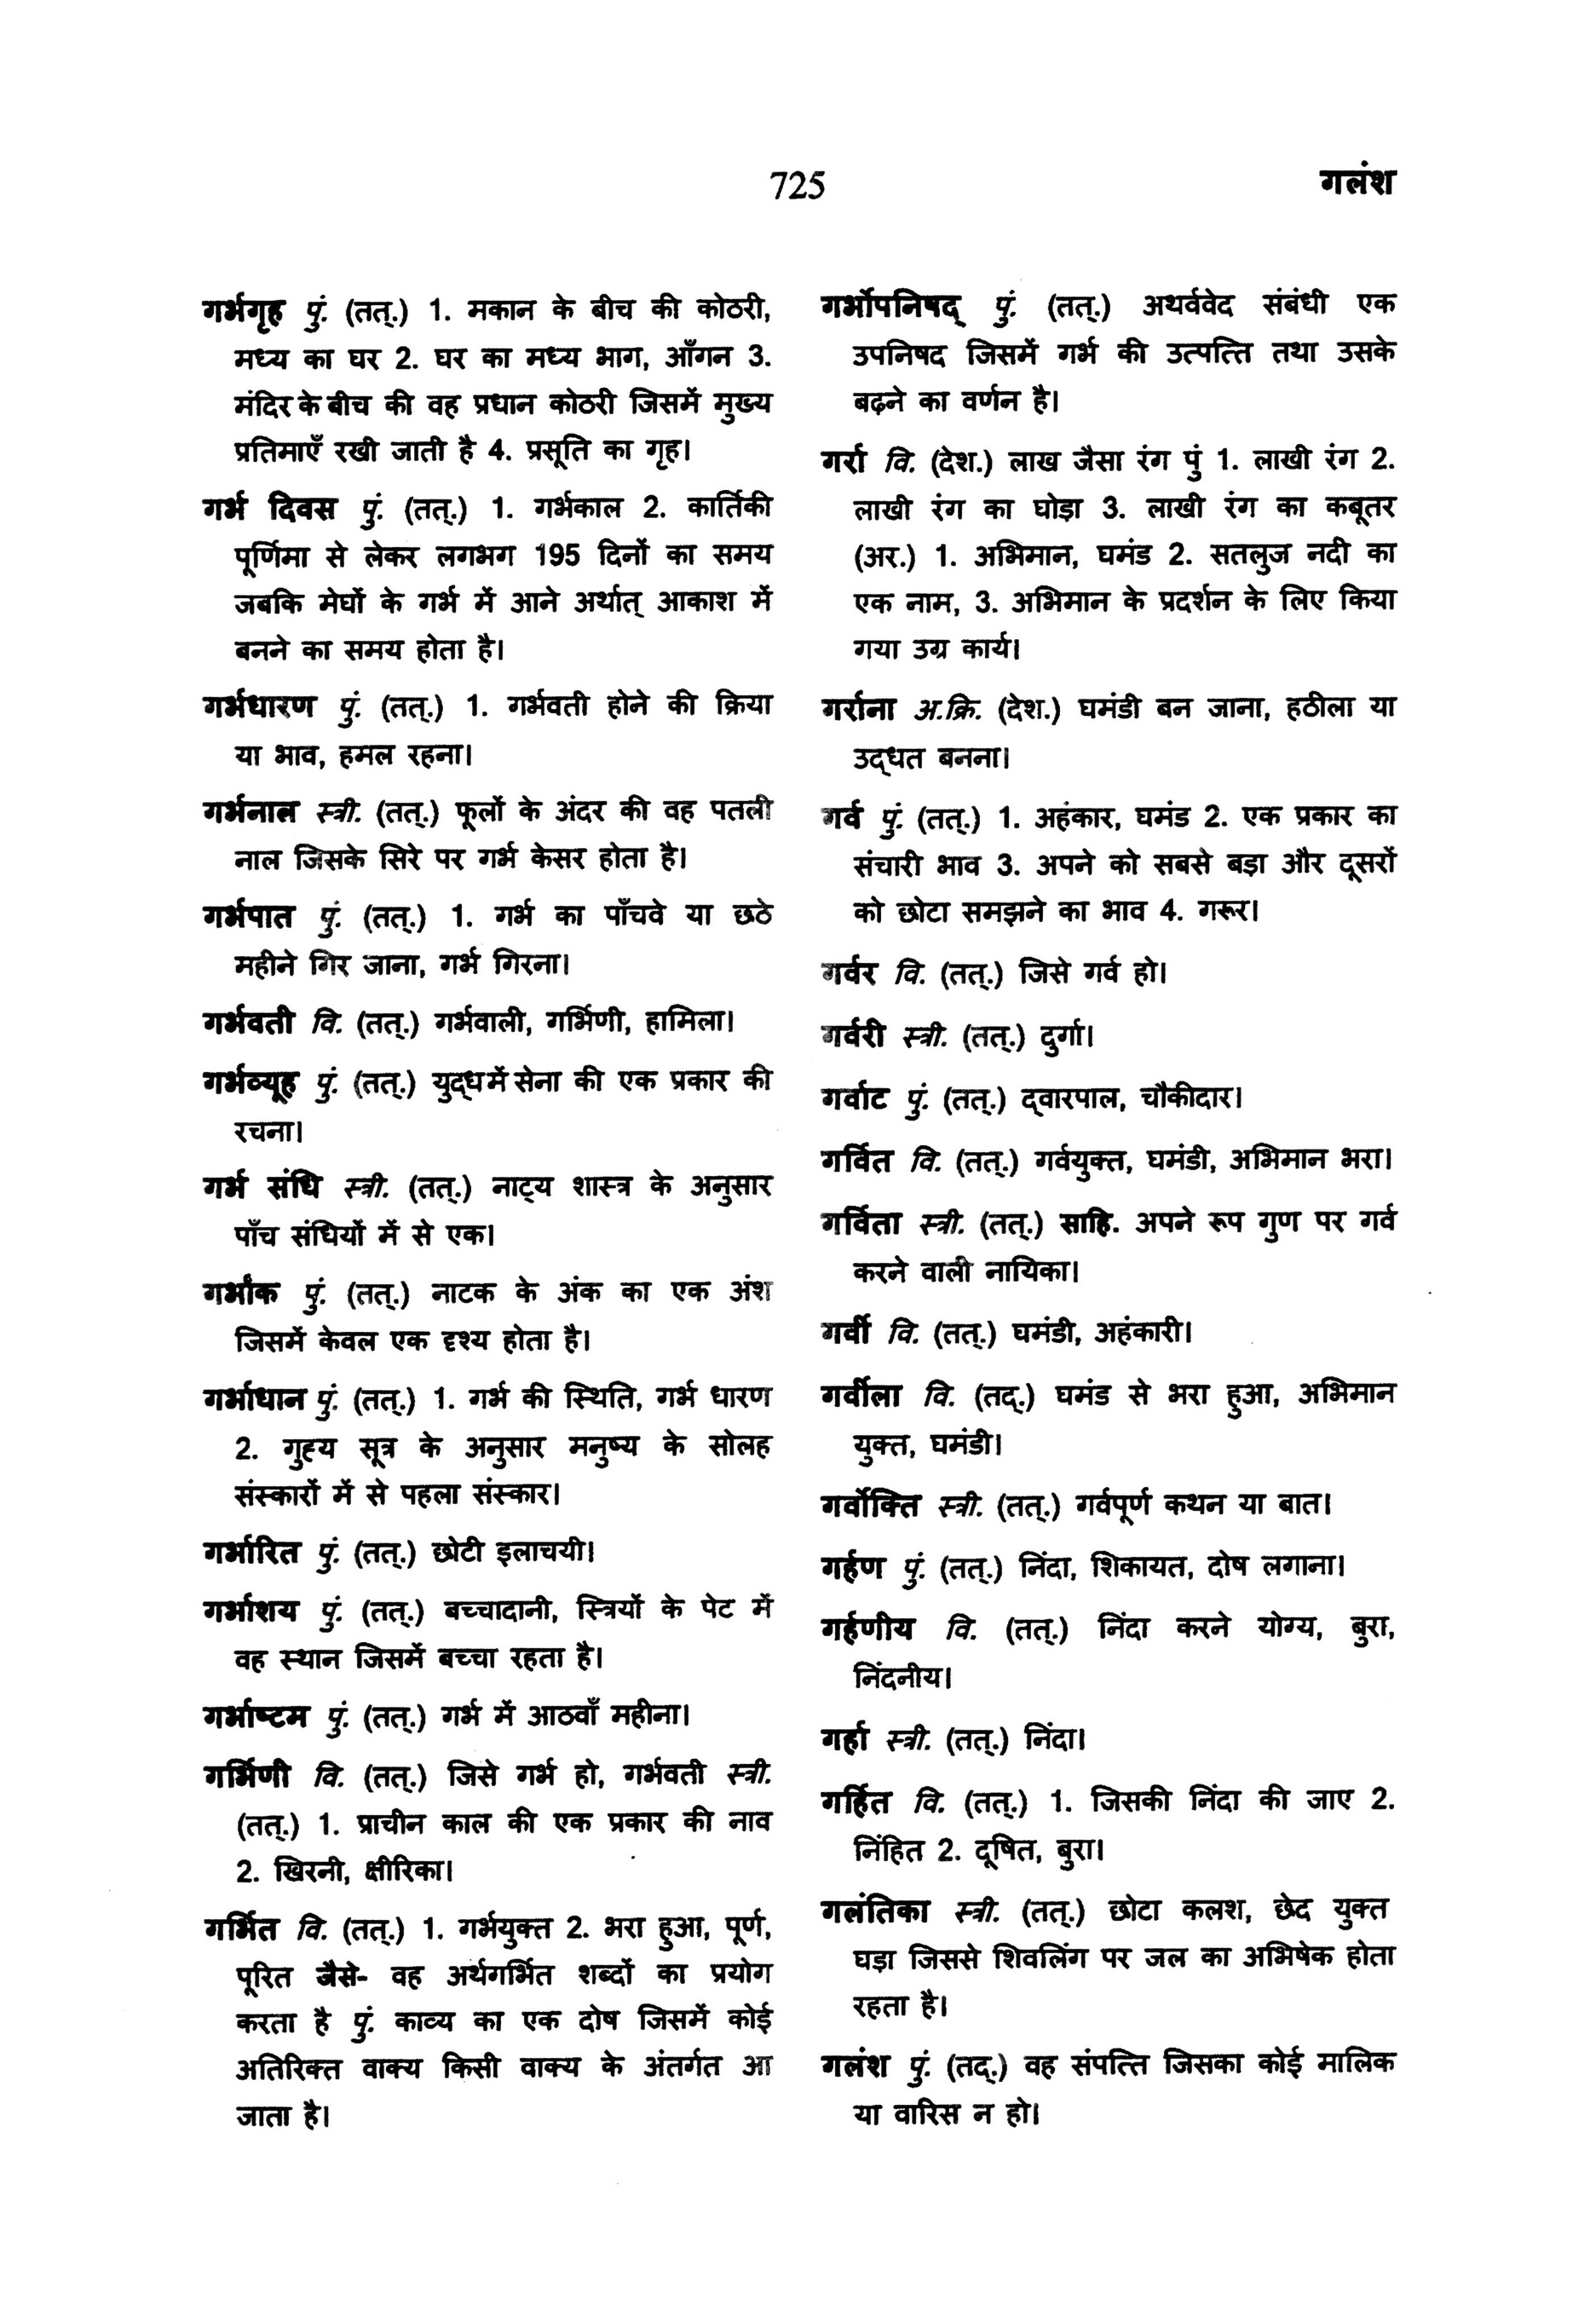 725
गलंश
गर्भगृह पुं. (तत्.) 1. मकान के बीच की कोठरी,
मध्य का घर 2. घर का मध्य भाग, आँगन 3.
मंदिर के बीच की वह प्रधान कोठरी जिसमें मुख्य
प्रतिमाएँ रखी जाती है 4. प्रसूति का गृह।
गर्भ दिवस पुं. (तत्.) 1. गर्भकाल 2. कार्तिकी
पूर्णिमा से लेकर लगभग 195 दिनों का समय
जबकि मेघों के गर्भ में आने अर्थात् आकाश में
बनने का समय होता है।
गर्भधारण पुं. (तत्.) 1. गर्भवती होने की क्रिया
या भाव, हमल रहना।
गर्भनाल स्त्री. (तत्.) फूलों के अंदर की वह पतली
नाल जिसके सिरे पर गर्भ केसर होता है।
गर्भपात पुं. (तत्.) 1. गर्भ का पाँचवे या छठे
महीने गिर जाना, गर्भ गिरना।
गर्भवती वि. (तत्.) गर्भवाली, गर्भिणी, हामिला।
गर्भव्यूह पुं. (तत्.) युद्ध में सेना की एक प्रकार की
रचना।
गर्भ संधि स्त्री. (तत्.) नाट्य शास्त्र के अनुसार
पाँच संधियों में से एक।
गर्भांक पुं. (तत्.) नाटक के अंक का एक अंश
जिसमें केवल एक दृश्य होता है।
गर्भाधान पुं. (तत्.) 1. गर्भ की स्थिति, गर्भ धारण
2. गुह्य सूत्र के अनुसार मनुष्य के सोलह
संस्कारों में से पहला संस्कार।
गर्भारित पुं. (तत्.) छोटी इलाचयी।
गर्भाशय पुं. (तत्.) बच्चादानी, स्त्रियों के पेट में
वह स्थान जिसमें बच्चा रहता है।
गर्भाष्टम पुं. (तत्.) गर्भ में आठवाँ महीना।
गर्भिणी वि. (तत्.) जिसे गर्भ हो, गर्भवती स्त्री.
(तत्.) 1. प्राचीन काल की एक प्रकार की नाव
2. खिरनी, क्षीरिका।
गर्भित वि. (तत्.) 1. गर्भयुक्त 2. भरा हुआ, पूर्ण,
पूरित जैसे- वह अर्थगर्भित शब्दों का प्रयोग
करता है पुं. काव्य का एक दोष जिसमें कोई
अतिरिक्त वाक्य किसी वाक्य के अंतर्गत आ
जाता है।
गर्भोपनिषद् पुं. (तत्.) अथर्ववेद संबंधी एक
उपनिषद जिसमें गर्भ की उत्पत्ति तथा उसके
बढ़ने का वर्णन है।
गर्रा वि. (देश.) लाख जैसा रंग पुं 1. लाखी रंग 2.
लाखी रंग का घोड़ा 3. लाखी रंग का कबूतर
(अर.) 1. अभिमान, घमंड 2. सतलुज नदी का
एक नाम, 3. अभिमान के प्रदर्शन के लिए किया
गया उग्र कार्य।
गर्राना अ.क्रि. (देश.) घमंडी बन जाना, हठीला या
उद्धत बनना।
गर्व पुं. (तत्.) 1. अहंकार, घमंड 2. एक प्रकार का
संचारी भाव 3. अपने को सबसे बड़ा और दूसरों
को छोटा समझने का भाव 4. गरूर।
गर्वर वि. (तत्.) जिसे गर्व हो।
गर्वरी स्त्री. (तत्.) दुर्गा।
गर्वाट पुं. (तत्.) द्वारपाल, चौकीदार।
गर्वित वि. (तत्.) गर्वयुक्त, घमंडी, अभिमान भरा।
गर्विता स्त्री. (तत्.) साहि. अपने रूप गुण पर गर्व
करने वाली नायिका।
गर्वी वि. (तत्.) घमंडी, अहंकारी।
गर्वीला वि. (तद्.) घमंड से भरा हुआ, अभिमान
युक्त, घमंडी।
गर्वोक्ति स्त्री. (तत्.) गर्वपूर्ण कथन या बात।
गर्हण पुं. (तत्.) निंदा, शिकायत, दोष लगाना।
गर्हणीय वि. (तत्.) निंदा करने योग्य, बुरा,
निंदनीय।
गर्हा स्त्री. (तत्.) निंदा।
गर्हित वि. (तत्.) 1. जिसकी निंदा की जाए 2.
निंहित 2. दूषित, बुरा।
गलंतिका स्त्री. (तत्.) छोटा कलश, छेद युक्त
घड़ा जिससे शिवलिंग पर जल का अभिषेक होता
रहता है।
गलंश पुं. (तद्.) वह संपत्ति जिसका कोई मालिक
या वारिस न हो।